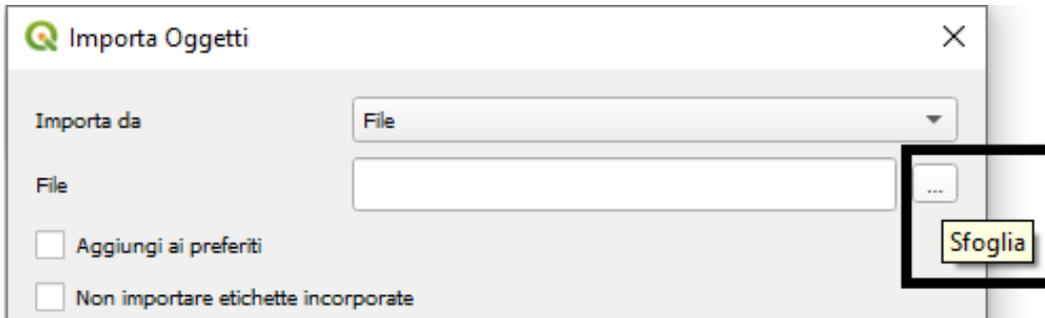 Importa Oggetti
Importa da File
File ...
Sfoglia
Aggiungi ai preferiti
Non importare etichette incorporate